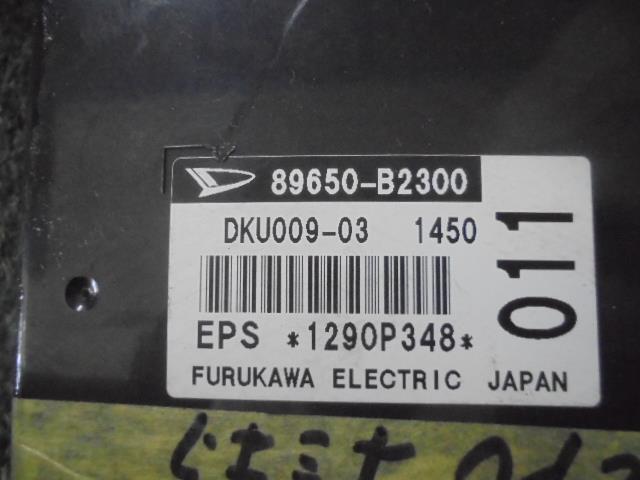 89650-B2300
DKU009-03 1450
011
EPS *1290P348*
FURUKAWA ELECTRIC JAPAN